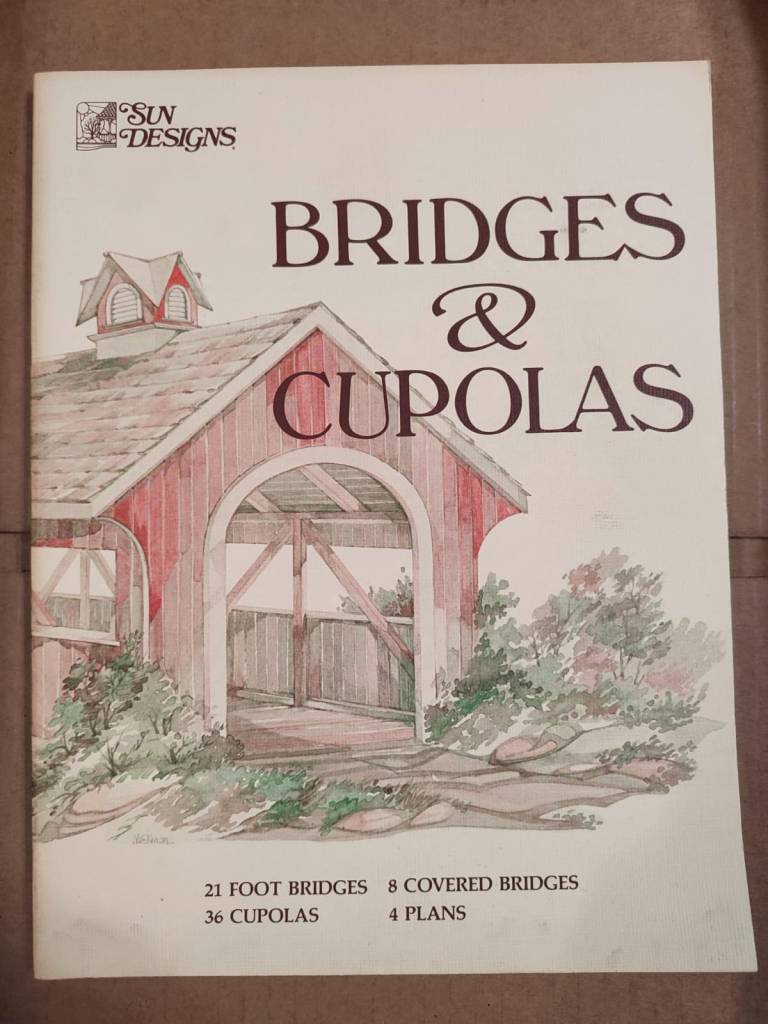 SUN
DESIGNS
BRIDGES
&
CUPOLAS
21 FOOT BRIDGES 8 COVERED BRIDGES
36 CUPOLAS 4 PLANS